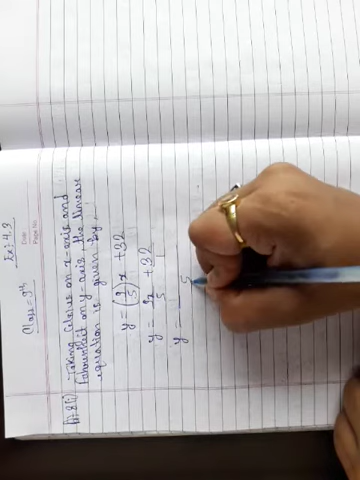 Ex: 4.3
Class = 9th
Date
Page No.
Taking Celsius on x-axis and
fahrenheit on y-axis the linear
equation is given by.
y = (9/5)x + 32
y = 9x/5 + 32
y = 5